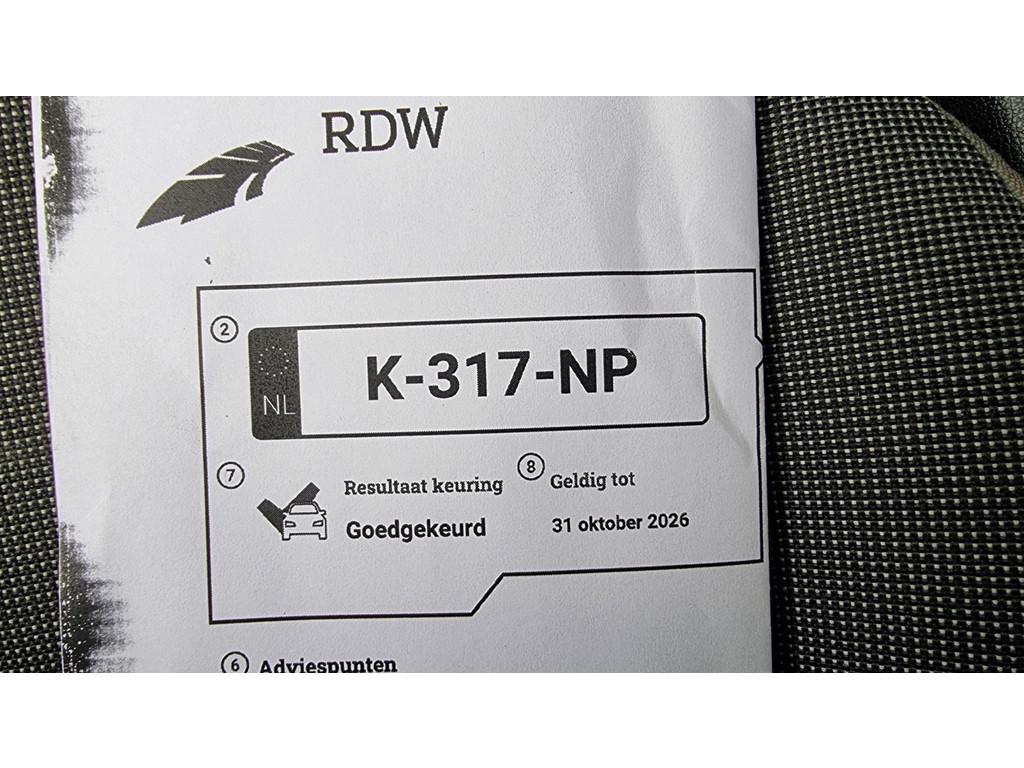 RDW
2
NL K-317-NP
7 Resultaat keuring
Goedgekeurd
8 Geldig tot
31 oktober 2026
6 Adviespunten